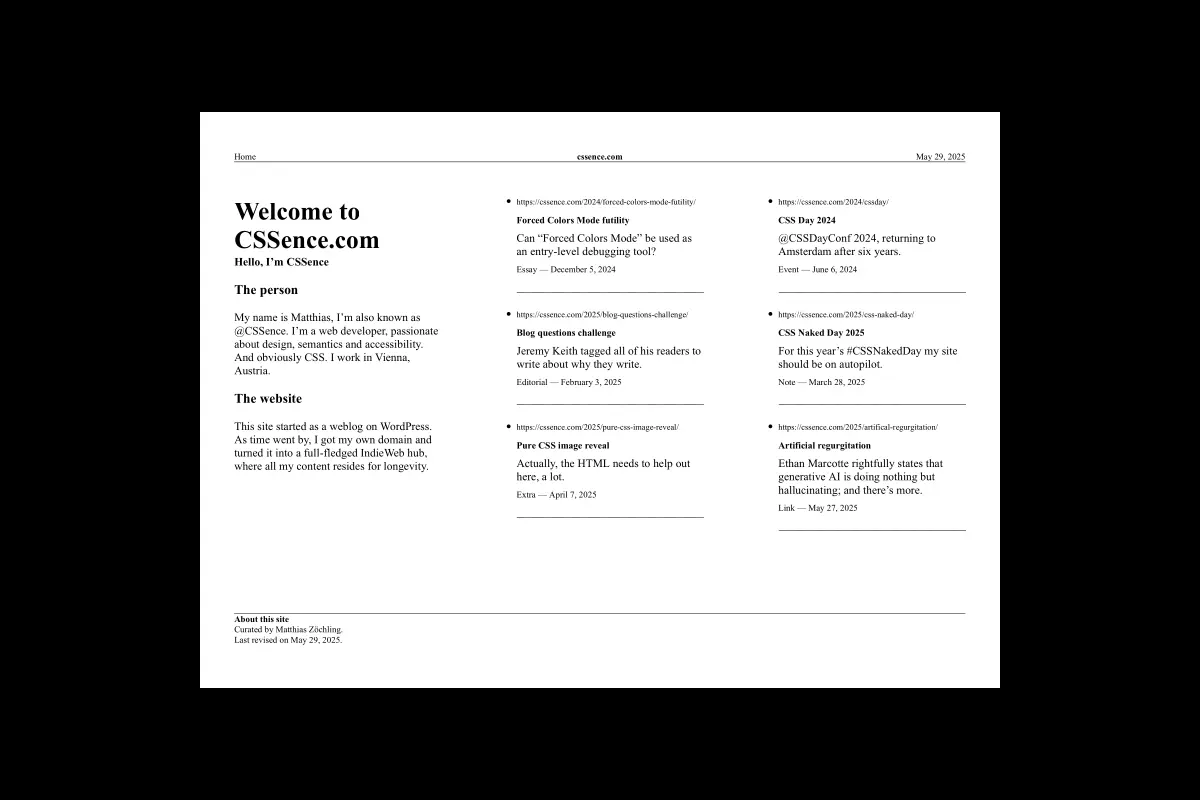 Home
cssence.com
May 29, 2025
Welcome to
CSSence.com
Hello, I’m CSSence
The person
My name is Matthias, I’m also known as
@CSSence. I’m a web developer, passionate
about design, semantics and accessibility.
And obviously CSS. I work in Vienna,
Austria.
The website
This site started as a weblog on WordPress.
As time went by, I got my own domain and
turned it into a full-fledged IndieWeb hub,
where all my content resides for longevity.
https://cssence.com/2024/forced-colors-mode-futility/
Forced Colors Mode futility
Can “Forced Colors Mode” be used as
an entry-level debugging tool?
Essay — December 5, 2024
https://cssence.com/2025/blog-questions-challenge/
Blog questions challenge
Jeremy Keith tagged all of his readers to
write about why they write.
Editorial — February 3, 2025
https://cssence.com/2025/pure-css-image-reveal/
Pure CSS image reveal
Actually, the HTML needs to help out
here, a lot.
Extra — April 7, 2025
https://cssence.com/2024/cssday/
CSS Day 2024
@CSSDayConf 2024, returning to
Amsterdam after six years.
Event — June 6, 2024
https://cssence.com/2025/css-naked-day/
CSS Naked Day 2025
For this year’s #CSSNakedDay my site
should be on autopilot.
Note — March 28, 2025
https://cssence.com/2025/artifical-regurgitation/
Artificial regurgitation
Ethan Marcotte rightfully states that
generative AI is doing nothing but
hallucinating; and there’s more.
Link — May 27, 2025
About this site
Curated by Matthias Zöchling.
Last revised on May 29, 2025.